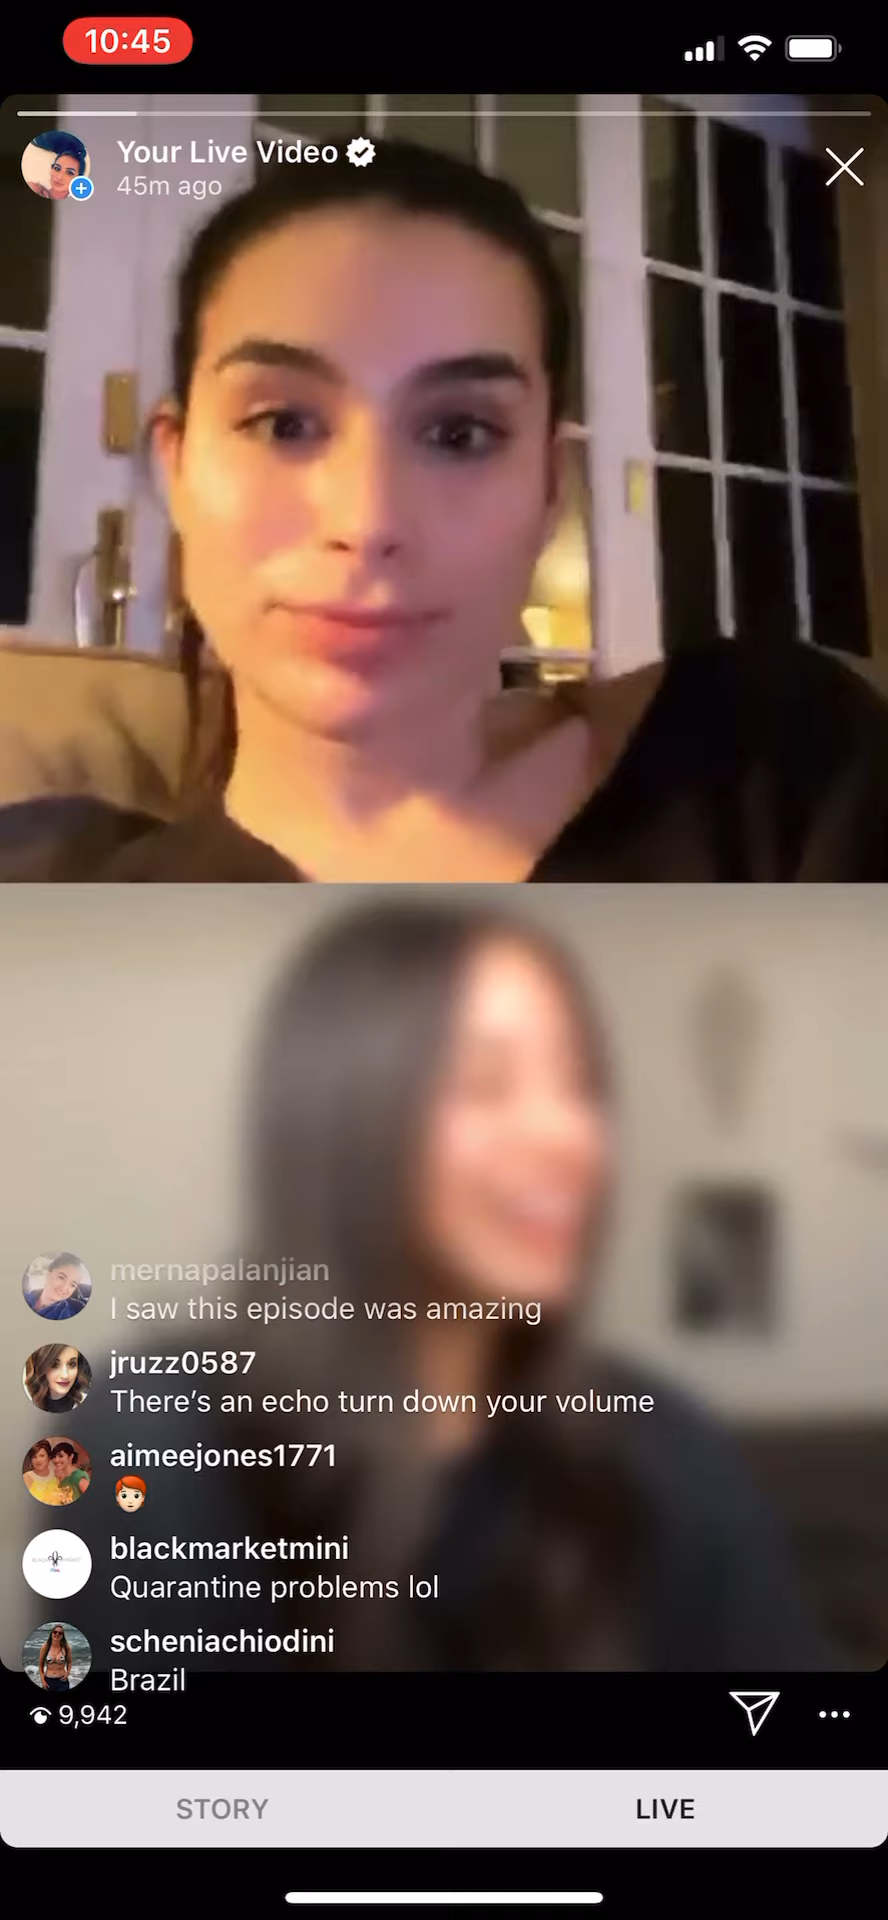 10:45
Your Live Video
45m ago
mernapalanjian
I saw this episode was amazing
jruzz0587
There’s an echo turn down your volume
aimeejones1771
blackmarketmini
Quarantine problems lol
scheniachiodini
Brazil
9,942
STORY
LIVE